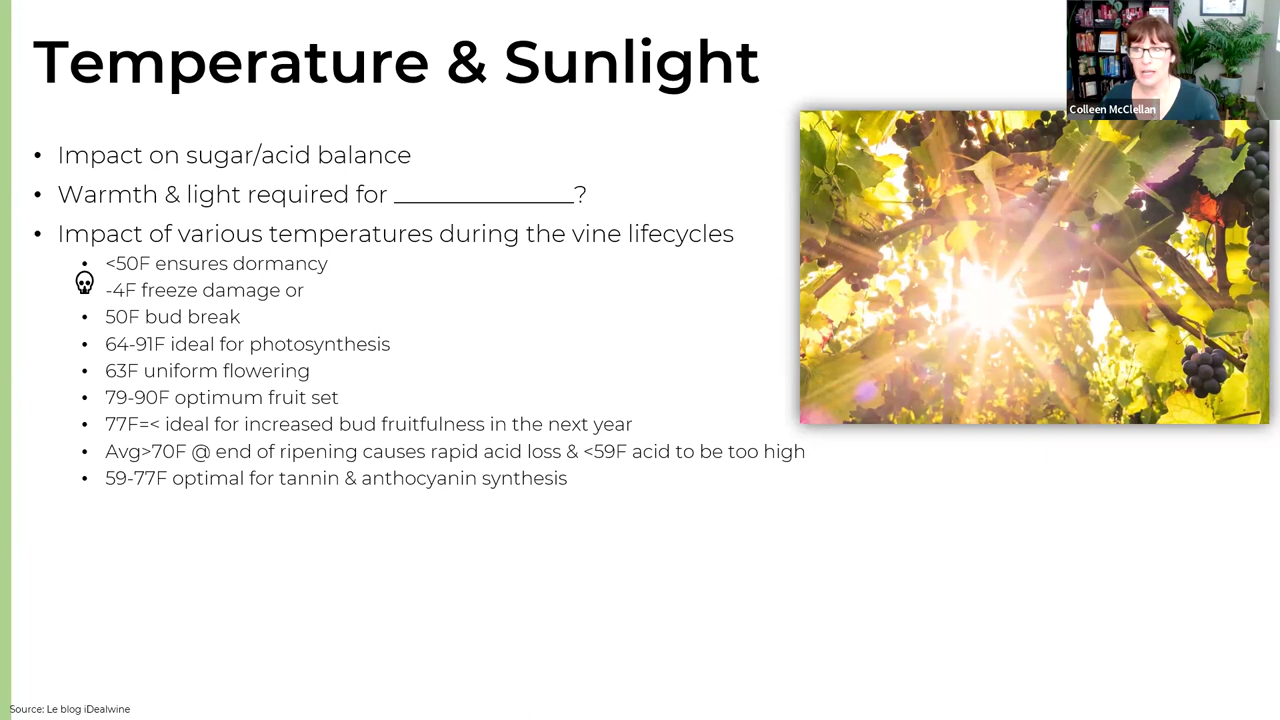 Temperature & Sunlight
Colleen McClellan
• Impact on sugar/acid balance
• Warmth & light required for ______________?
• Impact of various temperatures during the vine lifecycles
• <50F ensures dormancy
-4F freeze damage or
• 50F bud break
• 64-91F ideal for photosynthesis
• 63F uniform flowering
• 79-90F optimum fruit set
• 77F=< ideal for increased bud fruitfulness in the next year
• Avg>70F @ end of ripening causes rapid acid loss & <59F acid to be too high
• 59-77F optimal for tannin & anthocyanin synthesis
Source: Le blog iDealwine